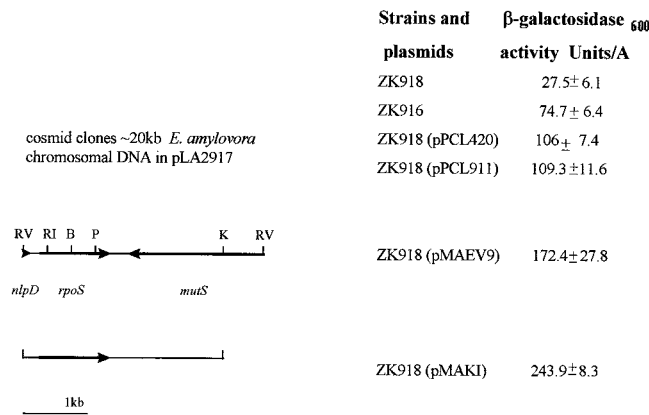 Strains and plasmids β-galactosidase 600 activity Units/A
ZK918 27.5±6.1
ZK916 74.7± 6.4
cosmid clones ~20kb E. amylovora
chromosomal DNA in pLA2917
ZK918 (pPCL420) 106± 7.4
ZK918 (pPCL911) 109.3±11.6
RV RI B P K RV
ZK918 (pMAEV9) 172.4±27.8
nlpD rpoS mutS
ZK918 (pMAKI) 243.9±8.3
1kb